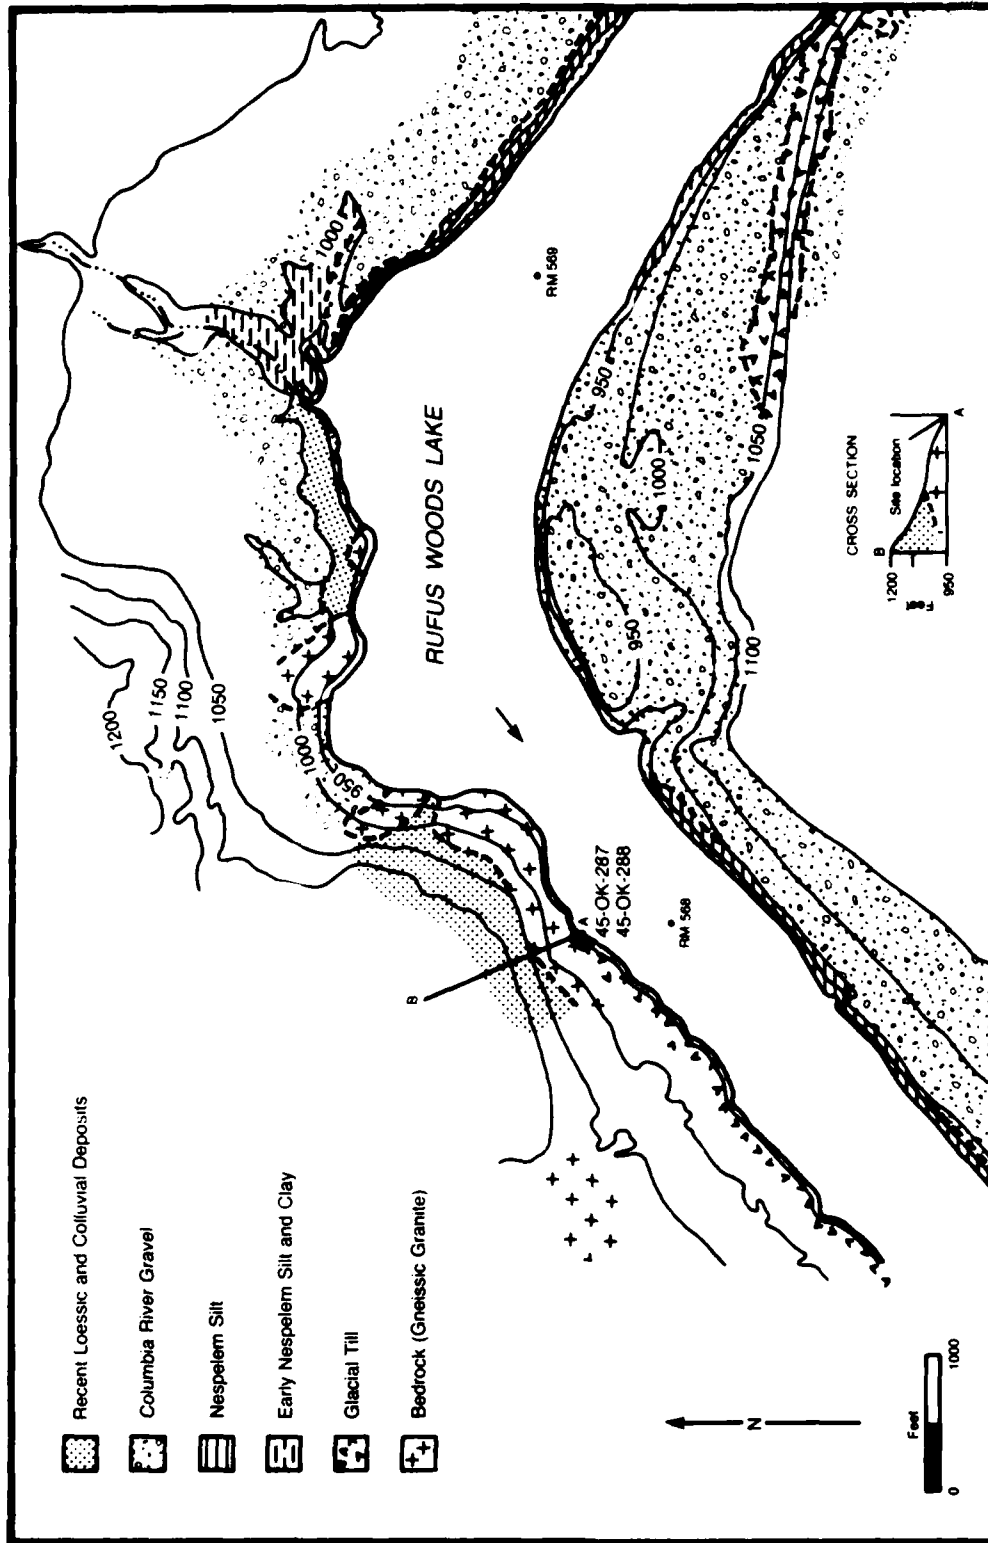 Recent Loessic and Colluvial Deposits
Columbia River Gravel
Nespelem Silt
Early Nespelem Silt and Clay
Glacial Till
Bedrock (Gneissic Granite)
Feet
0
1000
N
1200
1150
1100
1050
1000
950
1000
B
A
45-OK-287
45-OK-288
RM 568
RUFUS WOODS LAKE
RM 569
950
950
1000
1050
1100
CROSS SECTION
B
1200
Feet
950
Site location
A